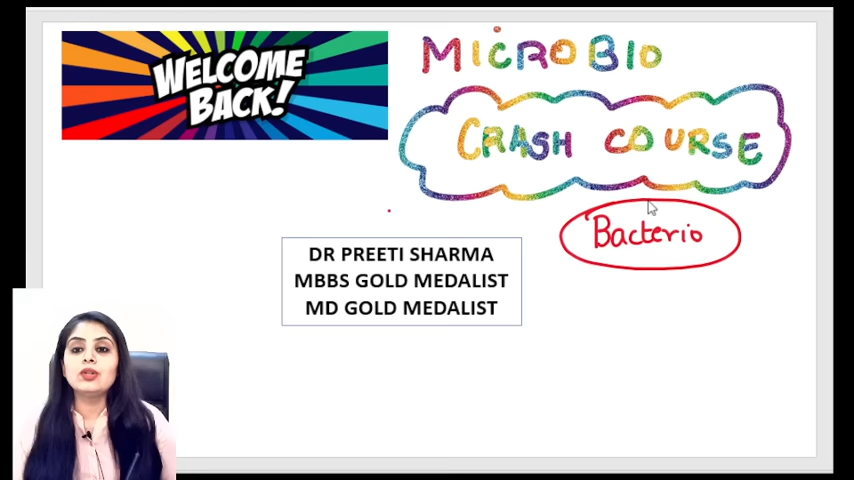 WELCOME
BACK!
MICROBIO
CRASH COURSE
Bacterio
DR PREETI SHARMA
MBBS GOLD MEDALIST
MD GOLD MEDALIST